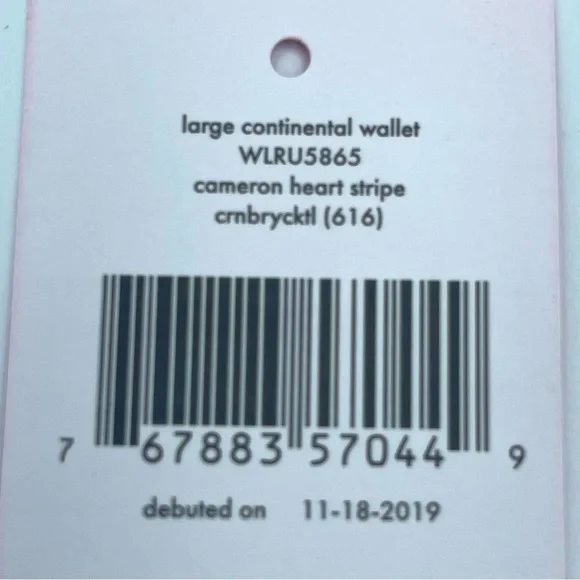 large continental wallet
WLRU5865
cameron heart stripe
crnbrycktl (616)
7 67883 57044 9
debuted on 11-18-2019